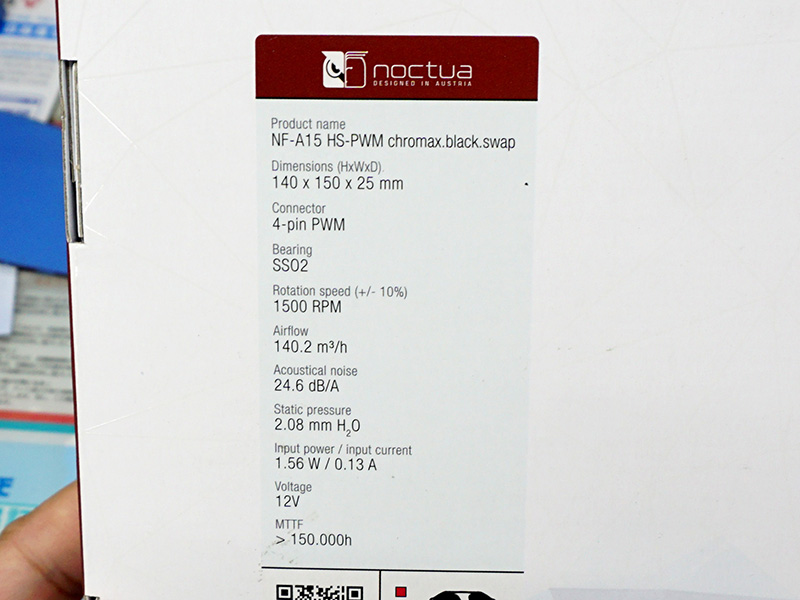 noctua
DESIGNED IN AUSTRIA
Product name
NF-A15 HS-PWM chromax.black.swap
Dimensions (HxWxD)
140 x 150 x 25 mm
Connector
4-pin PWM
Bearing
SSO2
Rotation speed (+/- 10%)
1500 RPM
Airflow
140.2 m³/h
Acoustical noise
24.6 dB/A
Static pressure
2.08 mm H₂O
Input power / input current
1.56 W / 0.13 A
Voltage
12V
MTTF
> 150.000h